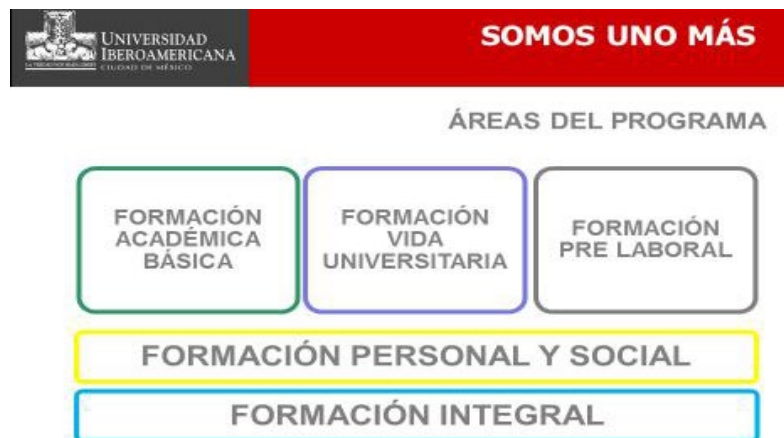 UNIVERSIDAD
IBEROAMERICANA
CIUDAD DE MÉXICO
SOMOS UNO MÁS
ÁREAS DEL PROGRAMA
FORMACIÓN
ACADÉMICA
BÁSICA
FORMACIÓN
VIDA
UNIVERSITARIA
FORMACIÓN
PRE LABORAL
FORMACIÓN PERSONAL Y SOCIAL
FORMACIÓN INTEGRAL